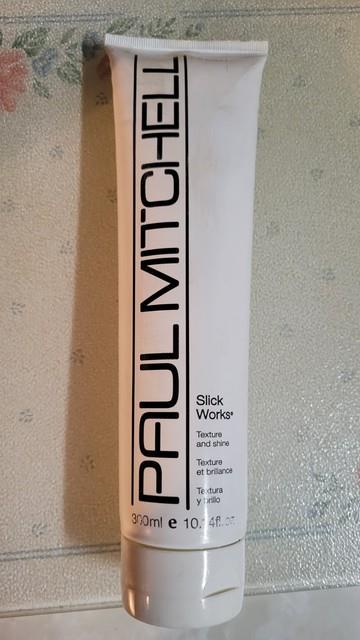 PAUL MITCHELL
Slick
Works®
Texture
and shine
Texture
et brillance
Textura
y brillo
300ml e 10.14fl. oz